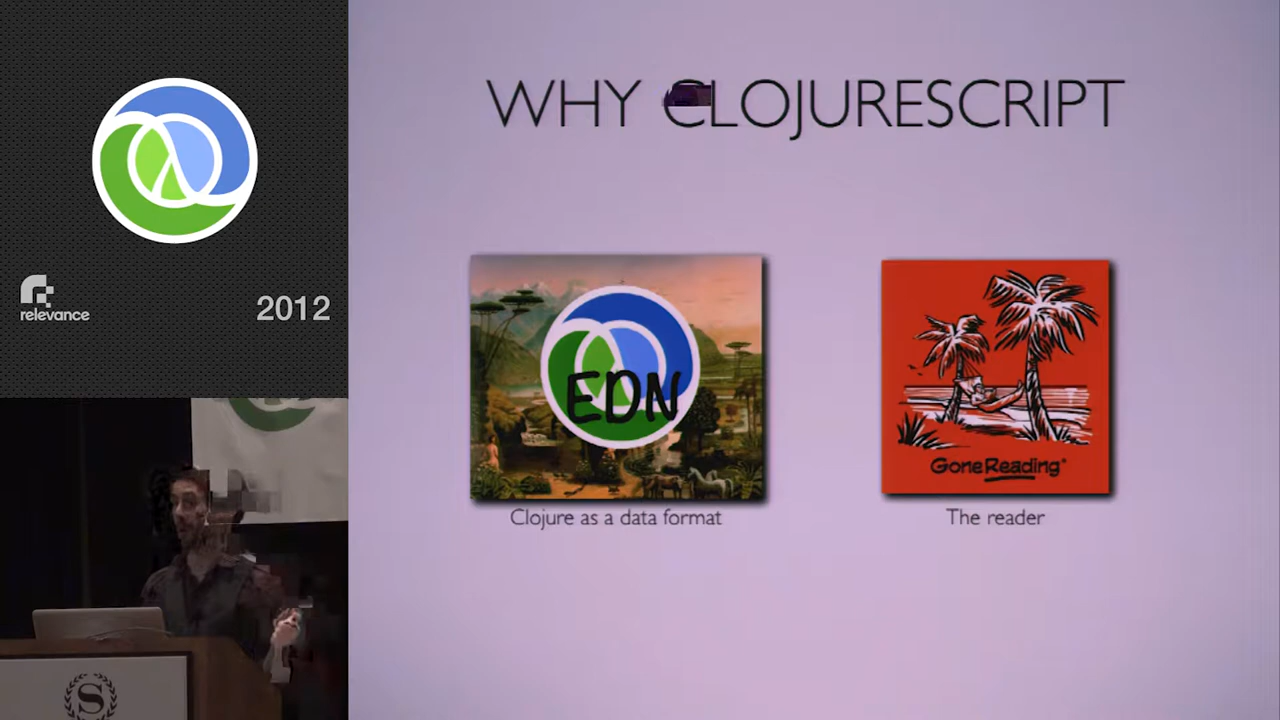 relevance
2012
S
WHY CLOJURESCRIPT
EDN
GoneReading®
Clojure as a data format
The reader